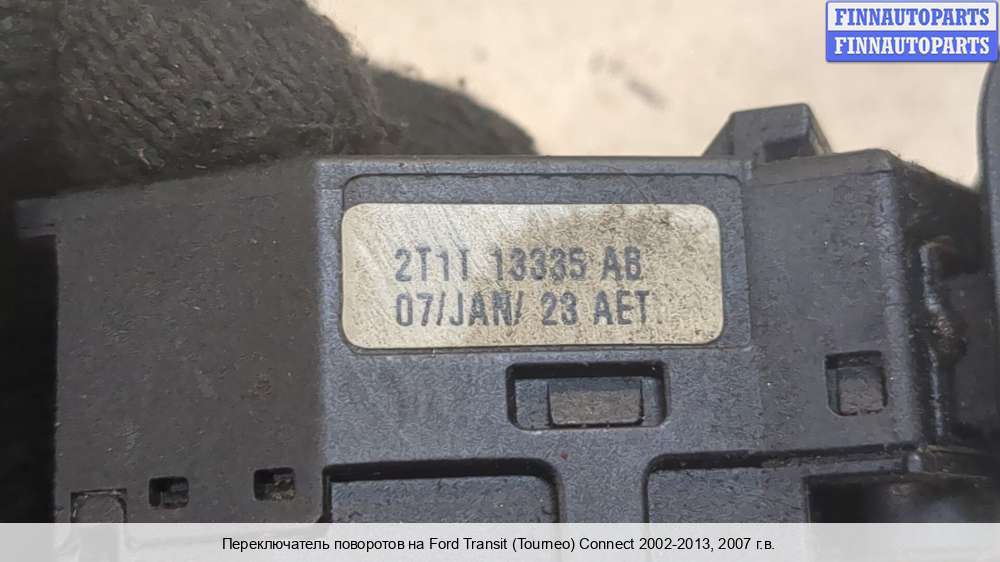 FINNAUTOPARTS
FINNAUTOPARTS
2T1T 13335 AB
07/JAN/ 23 AET
Переключатель поворотов на Ford Transit (Tourneo) Connect 2002-2013, 2007 г.в.